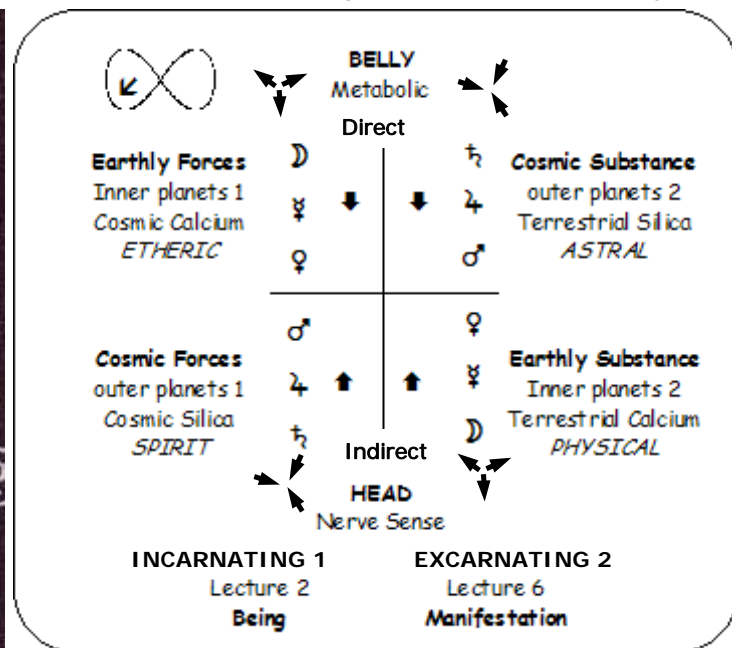 BELLY
Metabolic
Direct
☽ ♄
Earthly Forces Cosmic Substance
Inner planets 1 outer planets 2
☿ ♃
Cosmic Calcium Terrestrial Silica
ETHERIC ASTRAL
♀ ♂
♂ ♀
Cosmic Forces Earthly Substance
outer planets 1 Inner planets 2
♃ ☿
Cosmic Silica Terrestrial Calcium
SPIRIT PHYSICAL
♄ ☽
Indirect
HEAD
Nerve Sense
INCARNATING 1 EXCARNATING 2
Lecture 2 Lecture 6
Being Manifestation